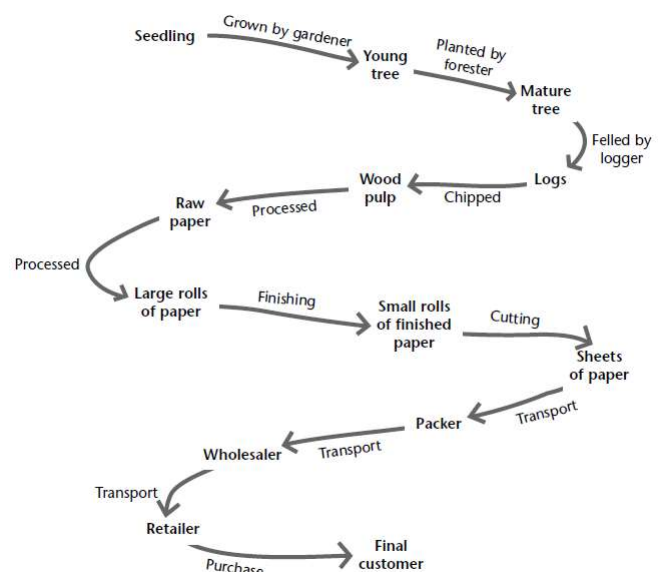 Seedling
Grown by gardener
Young
tree
Planted by
forester
Mature
tree
Felled by
logger
Logs
Chipped
Wood
pulp
Processed
Raw
paper
Processed
Large rolls
of paper
Finishing
Small rolls
of finished
paper
Cutting
Sheets
of paper
Transport
Packer
Transport
Wholesaler
Transport
Retailer
Purchase
Final
customer